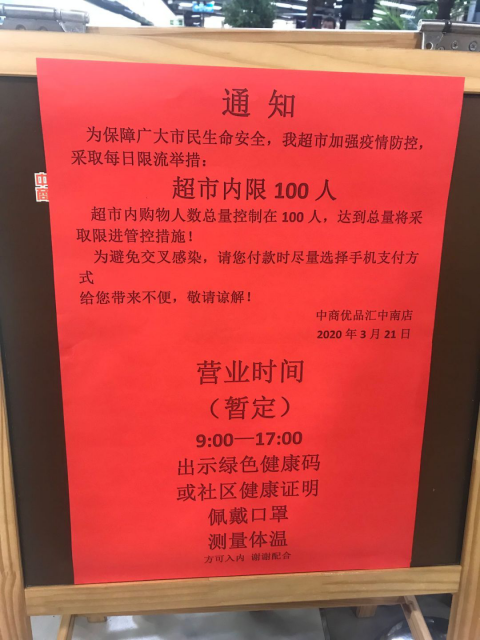 通 知
为保障广大市民生命安全，我超市加强疫情防控，
采取每日限流举措：
超市内限 100 人
超市内购物人数总量控制在 100 人，达到总量将采
取限进管控措施！
为避免交叉感染，请您付款时尽量选择手机支付方
式
给您带来不便，敬请谅解！
中商优品汇中南店
2020 年 3 月 21 日
营业时间
（暂定）
9:00—17:00
出示绿色健康码
或社区健康证明
佩戴口罩
测量体温
方可入内 谢谢配合